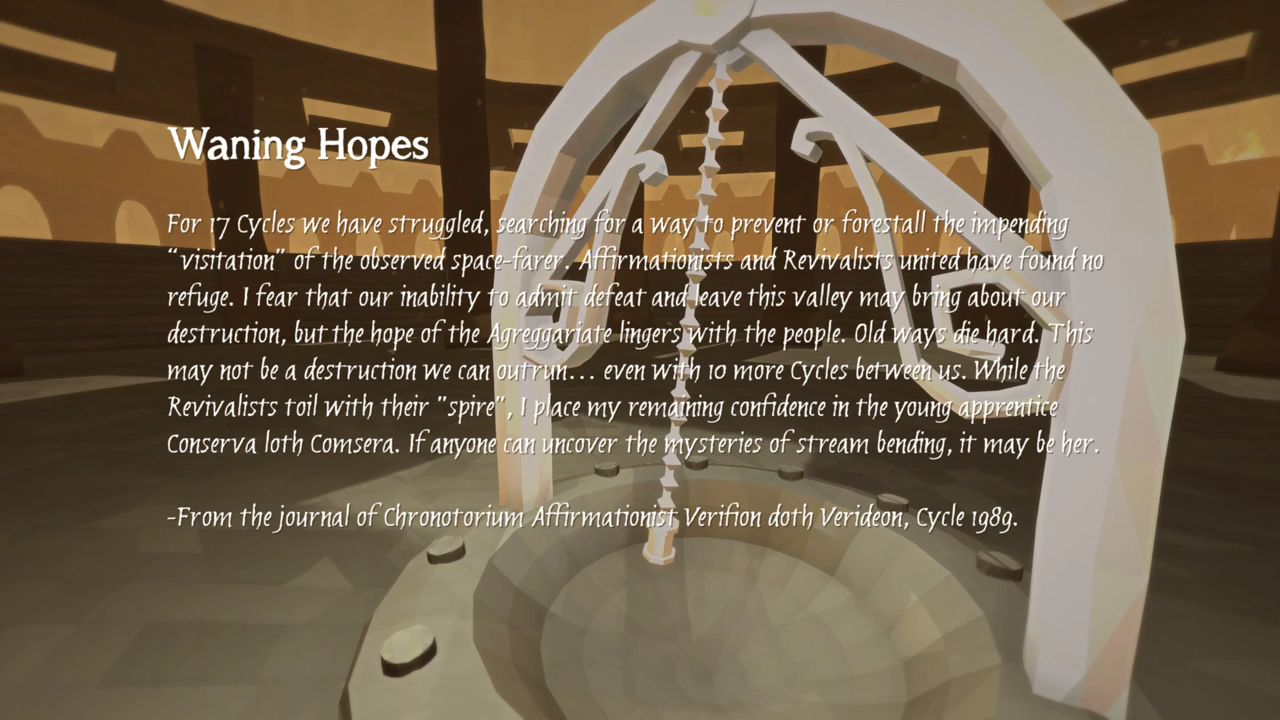 Waning Hopes
For 17 Cycles we have struggled, searching for a way to prevent or forestall the impending
"visitation" of the observed space-farer. Affirmationists and Revivalists united have found no
refuge. I fear that our inability to admit defeat and leave this valley may bring about our
destruction, but the hope of the Agreggariate lingers with the people. Old ways die hard. This
may not be a destruction we can outrun... even with 10 more Cycles between us. While the
Revivalists toil with their "spire", I place my remaining confidence in the young apprentice
Conserva loth Comsera. If anyone can uncover the mysteries of stream bending, it may be her.
-From the journal of Chronotorium Affirmationist Verifion doth Verideon, Cycle 1989.